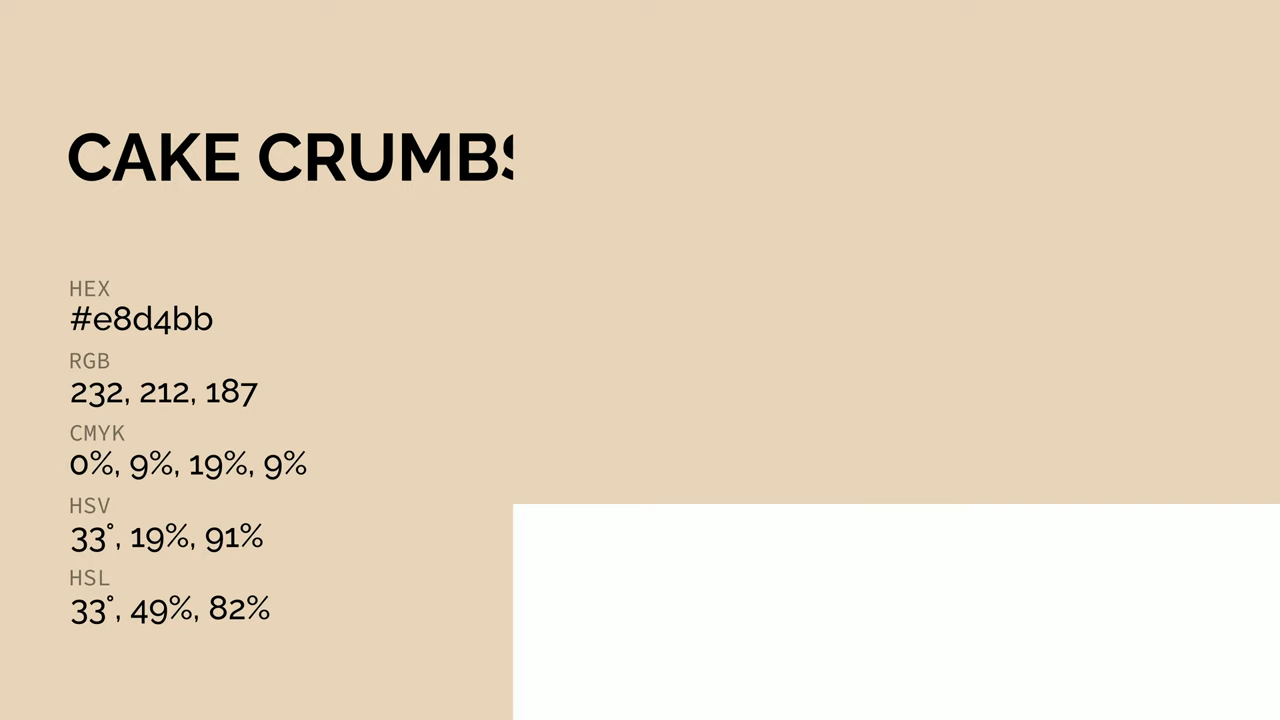 CAKE CRUMBS
HEX
#e8d4bb
RGB
232, 212, 187
CMYK
0%, 9%, 19%, 9%
HSV
33°, 19%, 91%
HSL
33°, 49%, 82%